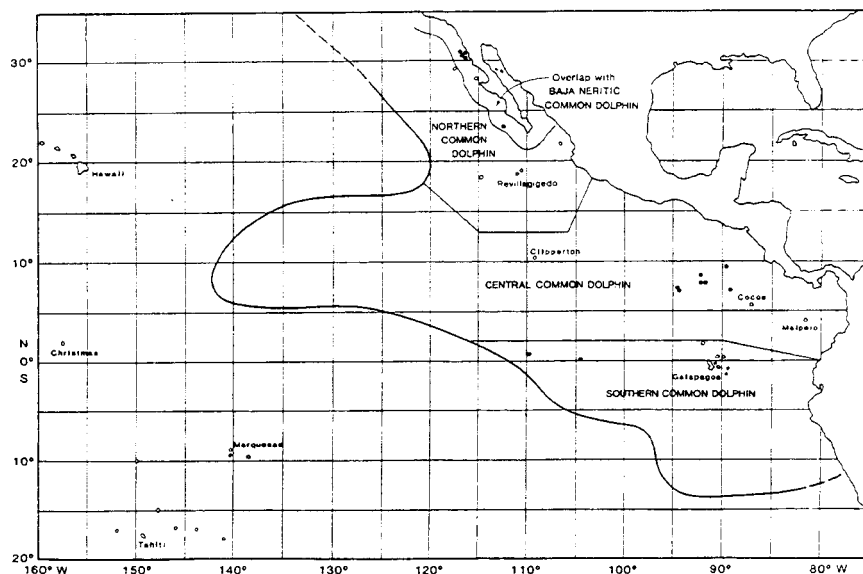 30°
Overlap with
BAJA NERITIC
COMMON DOLPHIN
NORTHERN
COMMON
DOLPHIN
20°
Hawaii
Revillagigedo
Clipperton
10°
CENTRAL COMMON DOLPHIN
Cocos
Malpelo
N
0°
S
Christmas
Galapagos
SOUTHERN COMMON DOLPHIN
Marquesas
10°
Tahiti
20°
160° W
150°
140°
130°
120°
110°
100°
90°
80° W